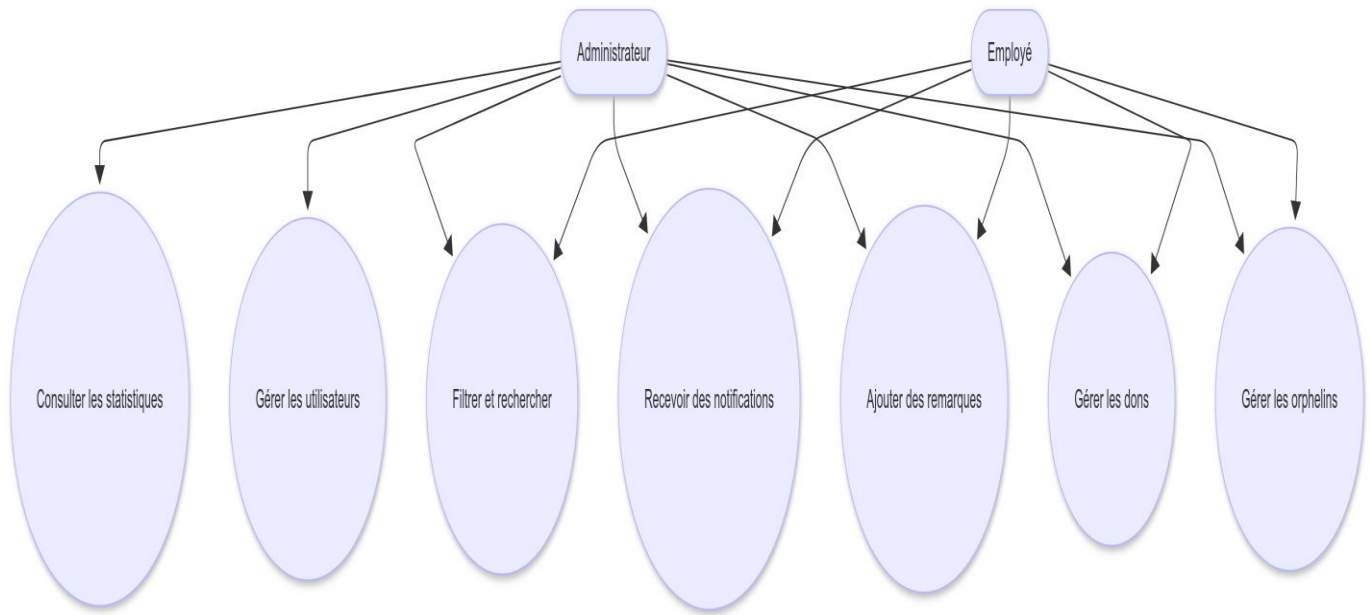 Administrateur
Employé
Consulter les statistiques
Gérer les utilisateurs
Filtrer et rechercher
Recevoir des notifications
Ajouter des remarques
Gérer les dons
Gérer les orphelins